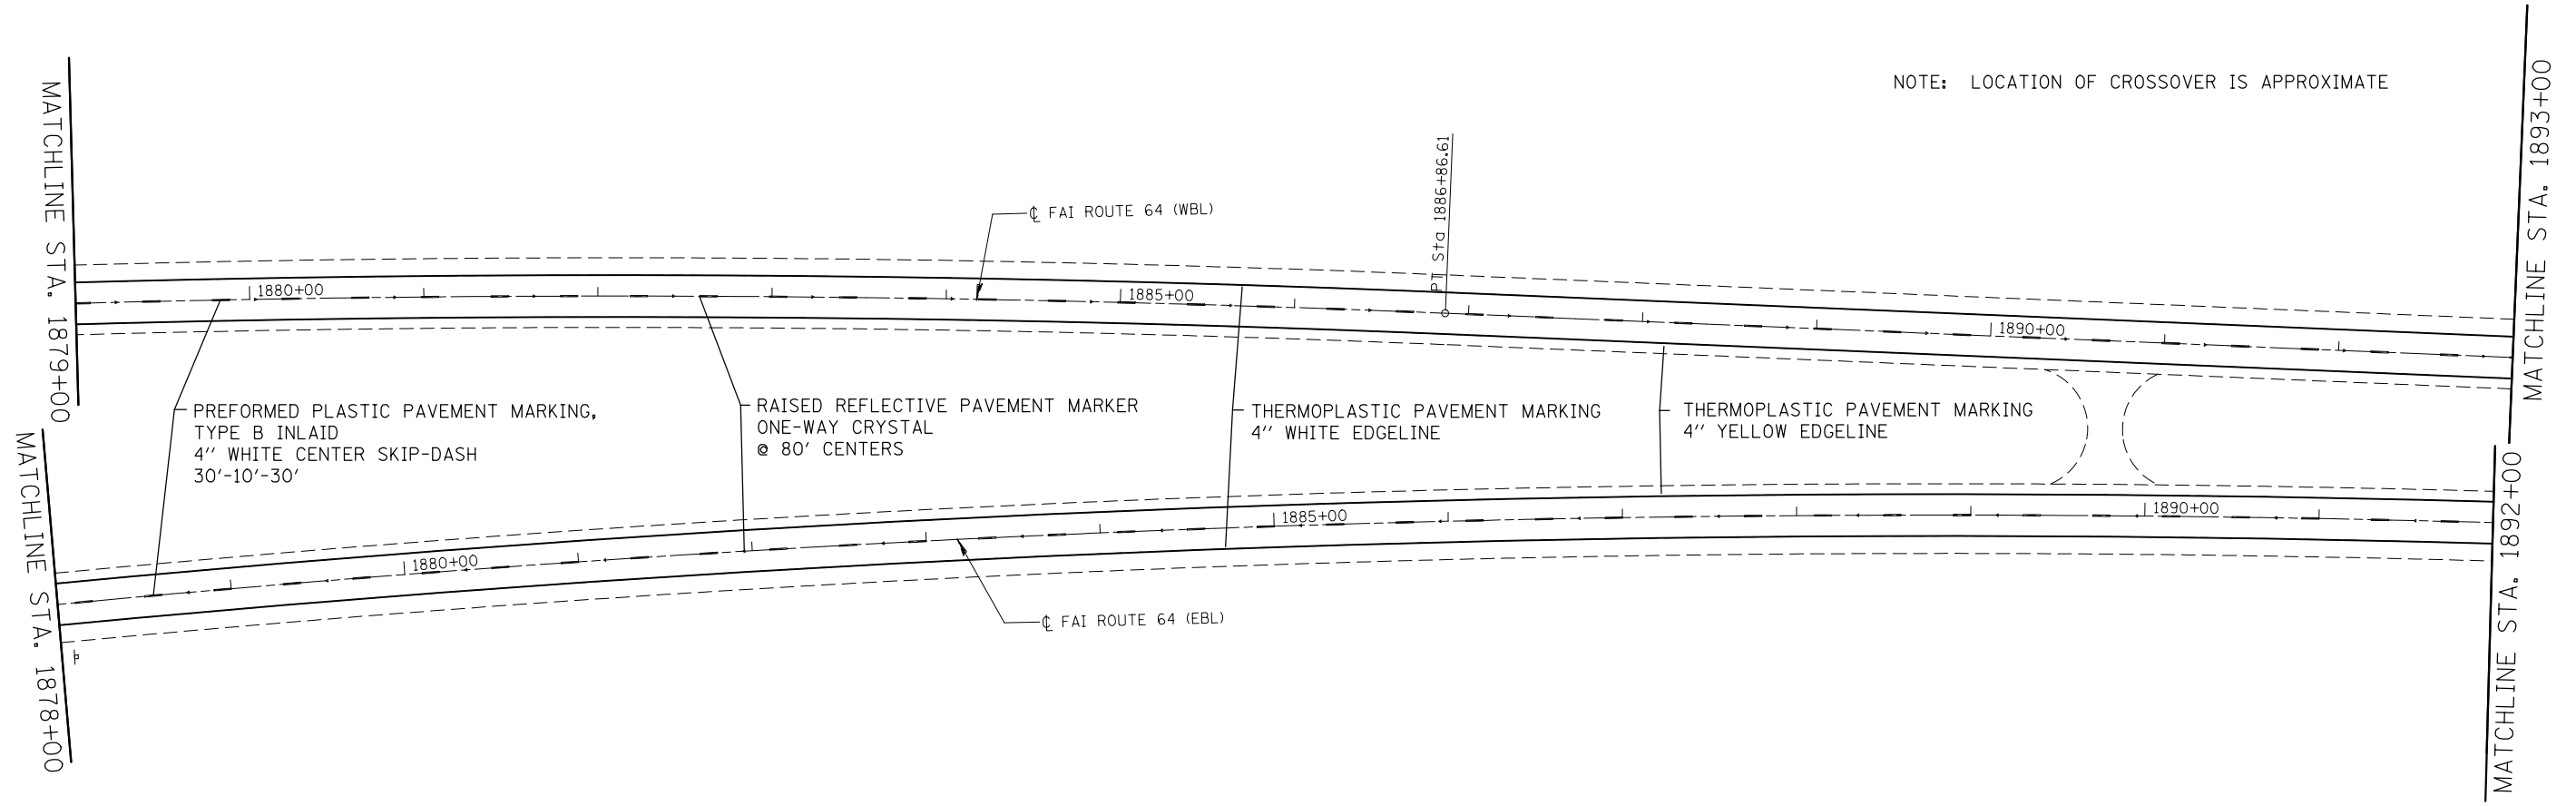 NOTE: LOCATION OF CROSSOVER IS APPROXIMATE
MATCHLINE STA. 1879+00
MATCHLINE STA. 1893+00
PT Sta 1886+86.61
℄ FAI ROUTE 64 (WBL)
1880+00
1885+00
1890+00
PREFORMED PLASTIC PAVEMENT MARKING,
TYPE B INLAID
4" WHITE CENTER SKIP-DASH
30'-10'-30'
RAISED REFLECTIVE PAVEMENT MARKER
ONE-WAY CRYSTAL
@ 80' CENTERS
THERMOPLASTIC PAVEMENT MARKING
4" WHITE EDGELINE
THERMOPLASTIC PAVEMENT MARKING
4" YELLOW EDGELINE
MATCHLINE STA. 1878+00
MATCHLINE STA. 1892+00
1880+00
1885+00
1890+00
℄ FAI ROUTE 64 (EBL)